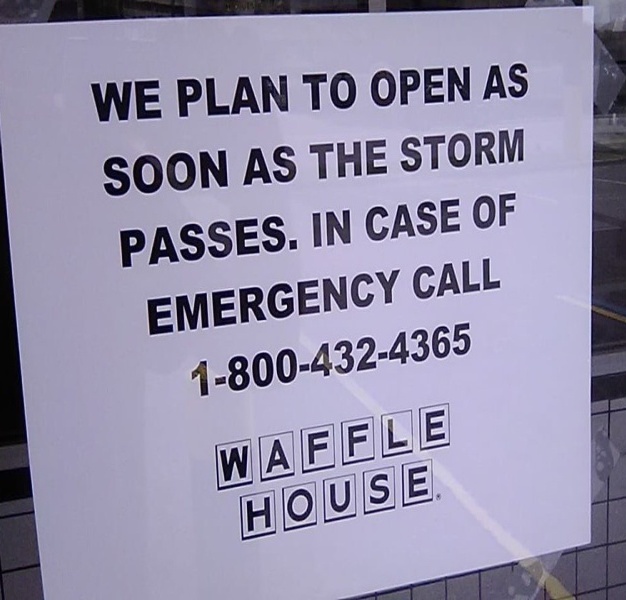 WE PLAN TO OPEN AS
SOON AS THE STORM
PASSES. IN CASE OF
EMERGENCY CALL
1-800-432-4365
WAFFLE
HOUSE®